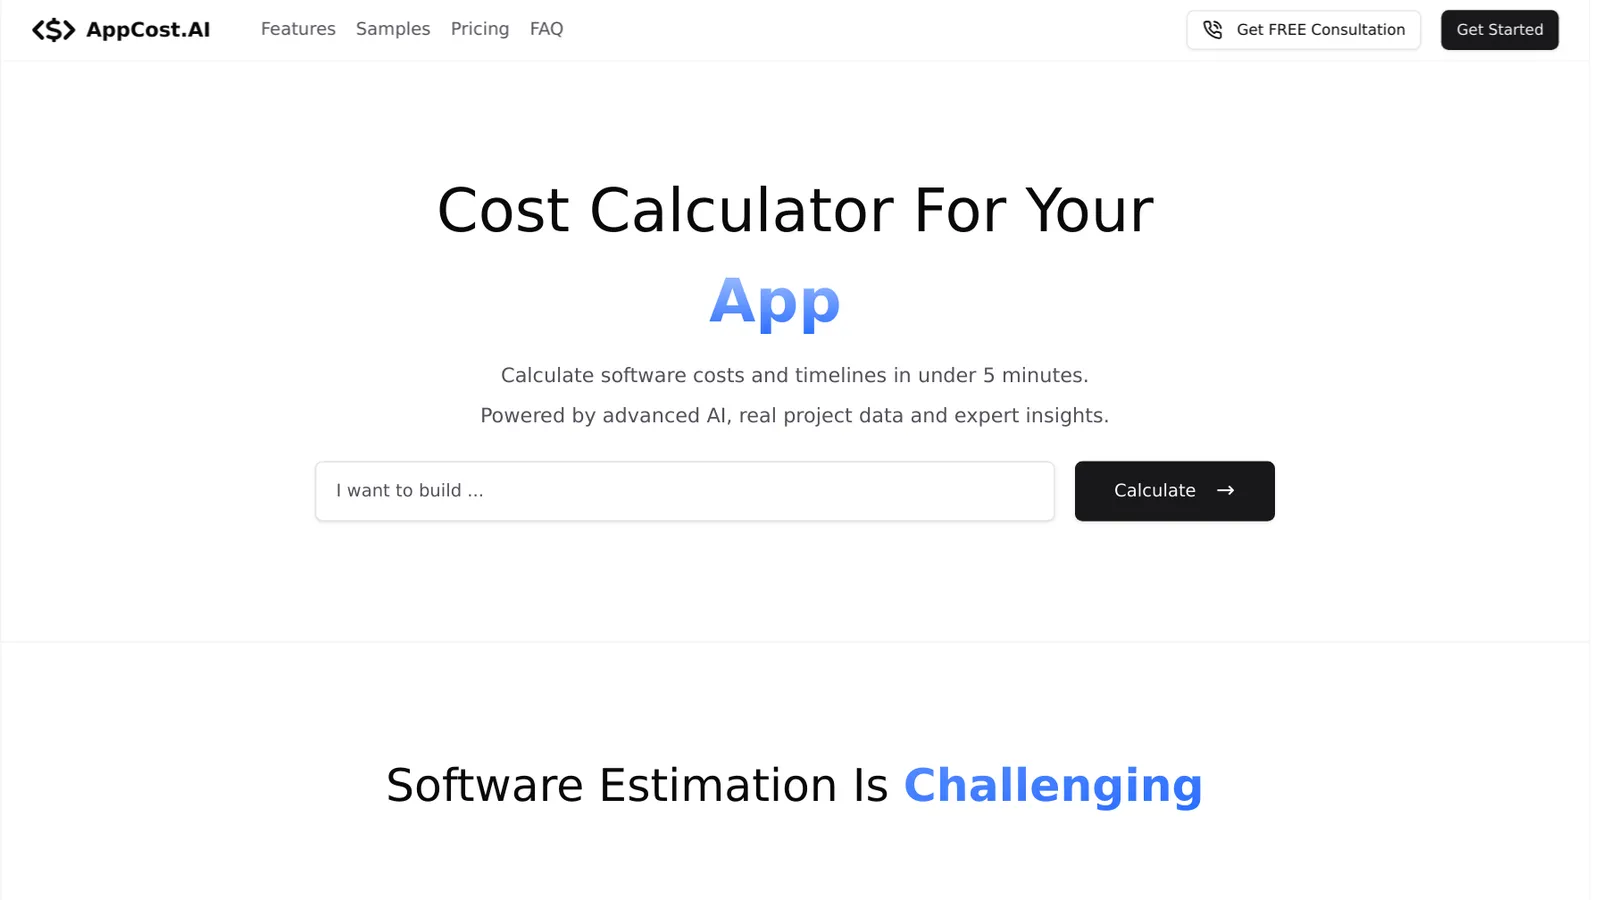 <$> AppCost.AI
Features Samples Pricing FAQ
Get FREE Consultation
Get Started
Cost Calculator For Your
App
Calculate software costs and timelines in under 5 minutes.
Powered by advanced AI, real project data and expert insights.
I want to build ...
Calculate →
Software Estimation Is Challenging